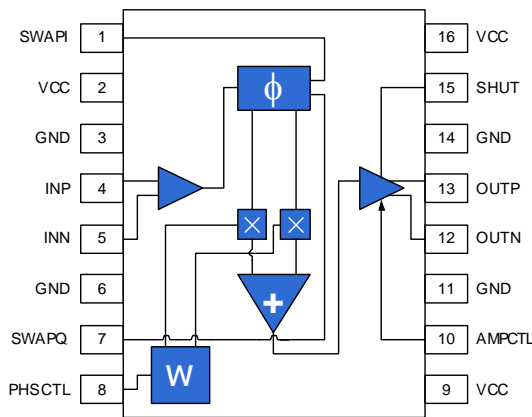 SWAPI 1
VCC 2
GND 3
INP 4
INN 5
GND 6
SWAPQ 7
PHSCTL 8
16 VCC
15 SHUT
14 GND
13 OUTP
12 OUTN
11 GND
10 AMPCTL
9 VCC
ϕ
×
×
+
W